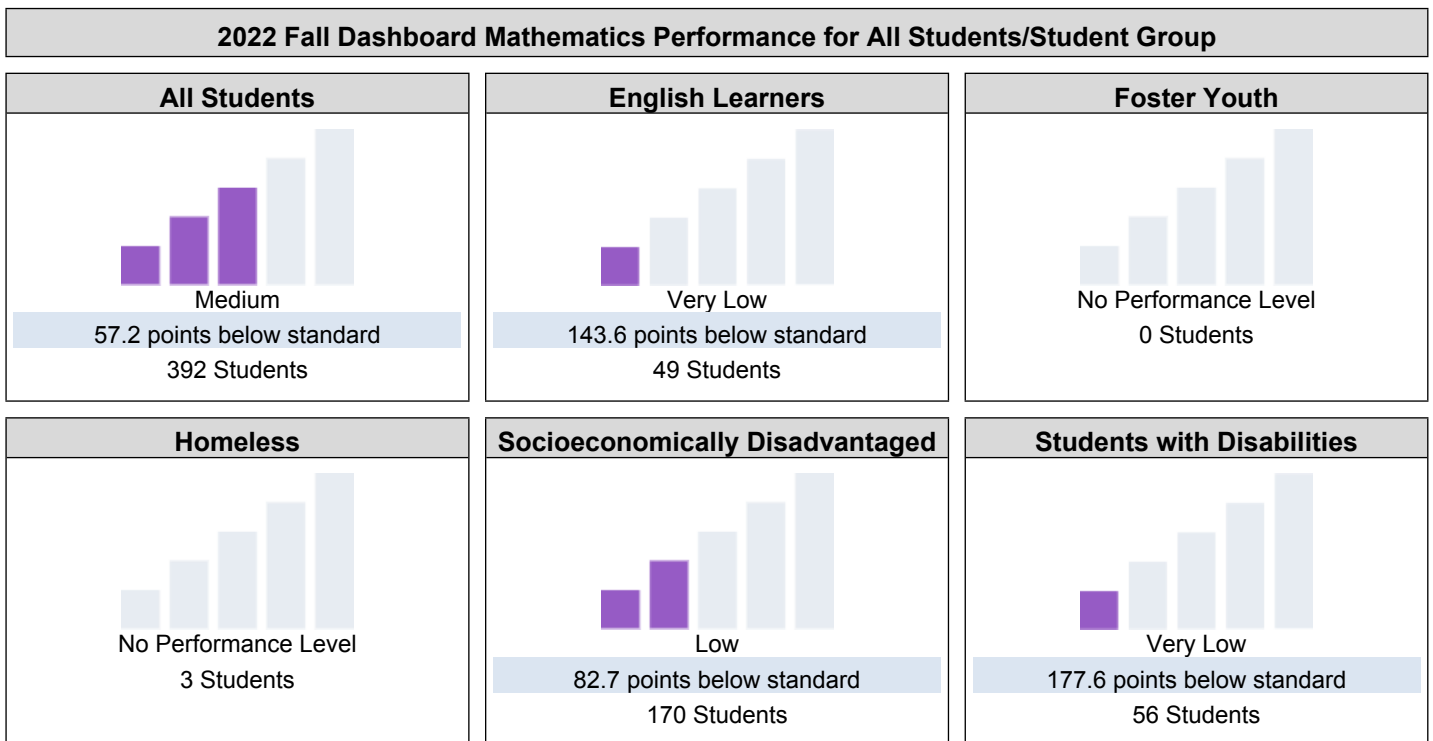 2022 Fall Dashboard Mathematics Performance for All Students/Student Group
All Students
Medium
57.2 points below standard
392 Students
English Learners
Very Low
143.6 points below standard
49 Students
Foster Youth
No Performance Level
0 Students
Homeless
No Performance Level
3 Students
Socioeconomically Disadvantaged
Low
82.7 points below standard
170 Students
Students with Disabilities
Very Low
177.6 points below standard
56 Students